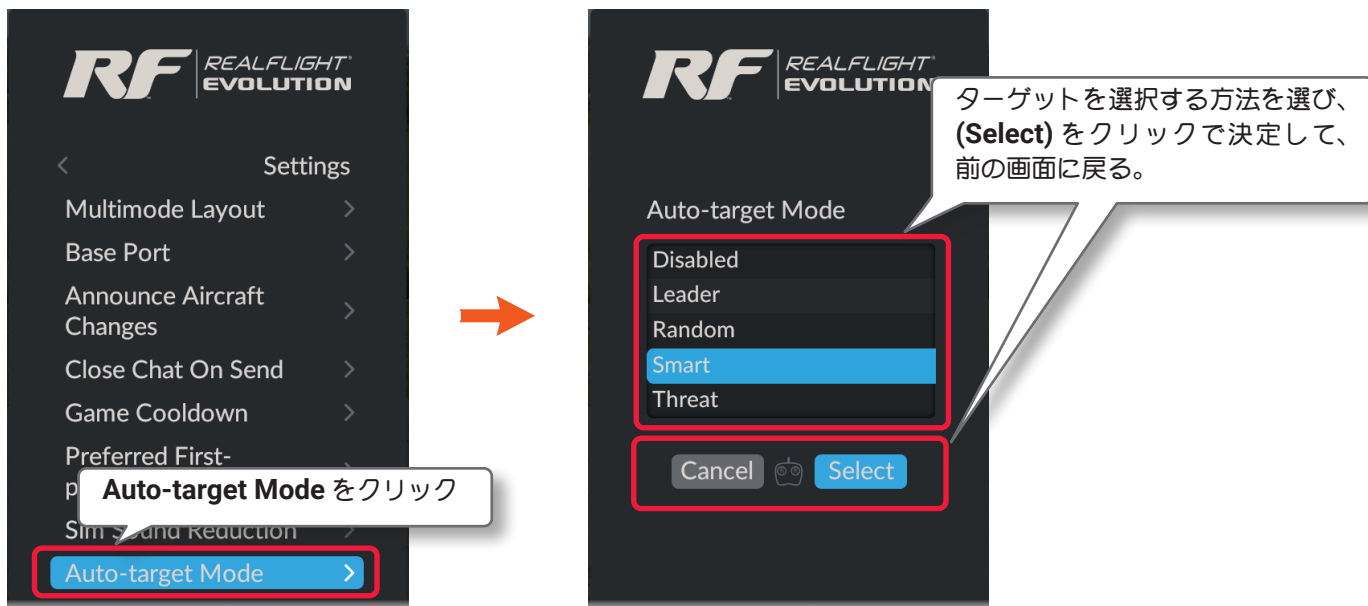 RF REALFLIGHT
EVOLUTION
Settings
Multimode Layout
Base Port
Announce Aircraft
Changes
Close Chat On Send
Game Cooldown
Preferred First-
p
Auto-target Mode をクリック
Sim Sound Reduction
Auto-target Mode
RF REALFLIGHT
EVOLUTION
ターゲットを選択する方法を選び、
(Select) をクリックで決定して、
前の画面に戻る。
Auto-target Mode
Disabled
Leader
Random
Smart
Threat
Cancel Select